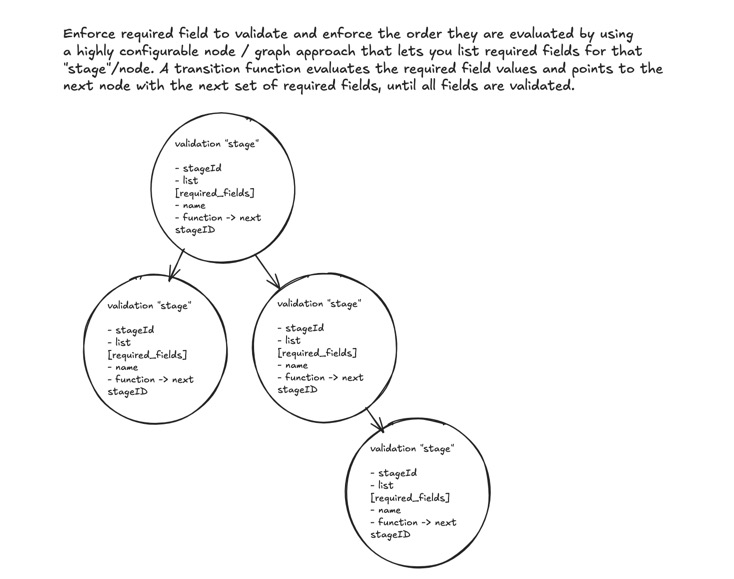 Enforce required field to validate and enforce the order they are evaluated by using
a highly configurable node / graph approach that lets you list required fields for that
"stage"/node. A transition function evaluates the required field values and points to the
next node with the next set of required fields, until all fields are validated.
validation "stage"
- stageId
- list
[required_fields]
- name
- function -> next
stageID
validation "stage"
- stageId
- list
[required_fields]
- name
- function -> next
stageID
validation "stage"
- stageId
- list
[required_fields]
- name
- function -> next
stageID
validation "stage"
- stageId
- list
[required_fields]
- name
- function -> next
stageID